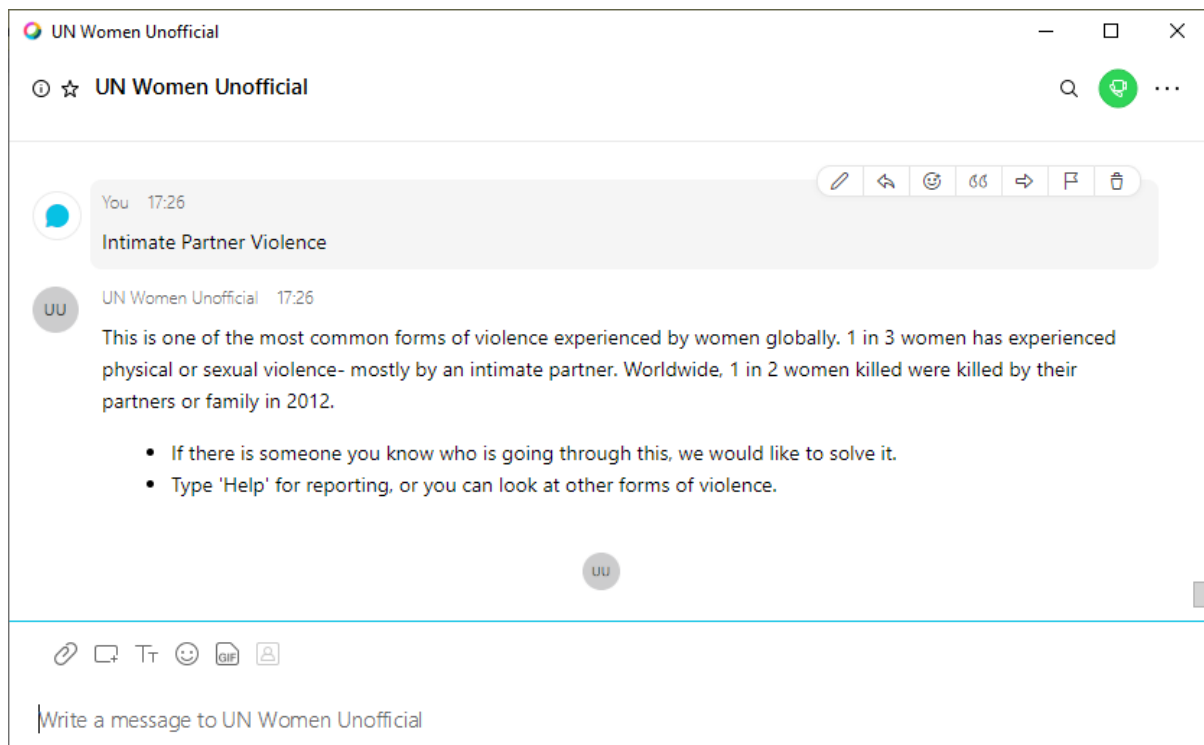 UN Women Unofficial
UN Women Unofficial
You 17:26
Intimate Partner Violence
UU
UN Women Unofficial 17:26
This is one of the most common forms of violence experienced by women globally. 1 in 3 women has experienced
physical or sexual violence- mostly by an intimate partner. Worldwide, 1 in 2 women killed were killed by their
partners or family in 2012.
• If there is someone you know who is going through this, we would like to solve it.
• Type 'Help' for reporting, or you can look at other forms of violence.
UU
GIF
Write a message to UN Women Unofficial